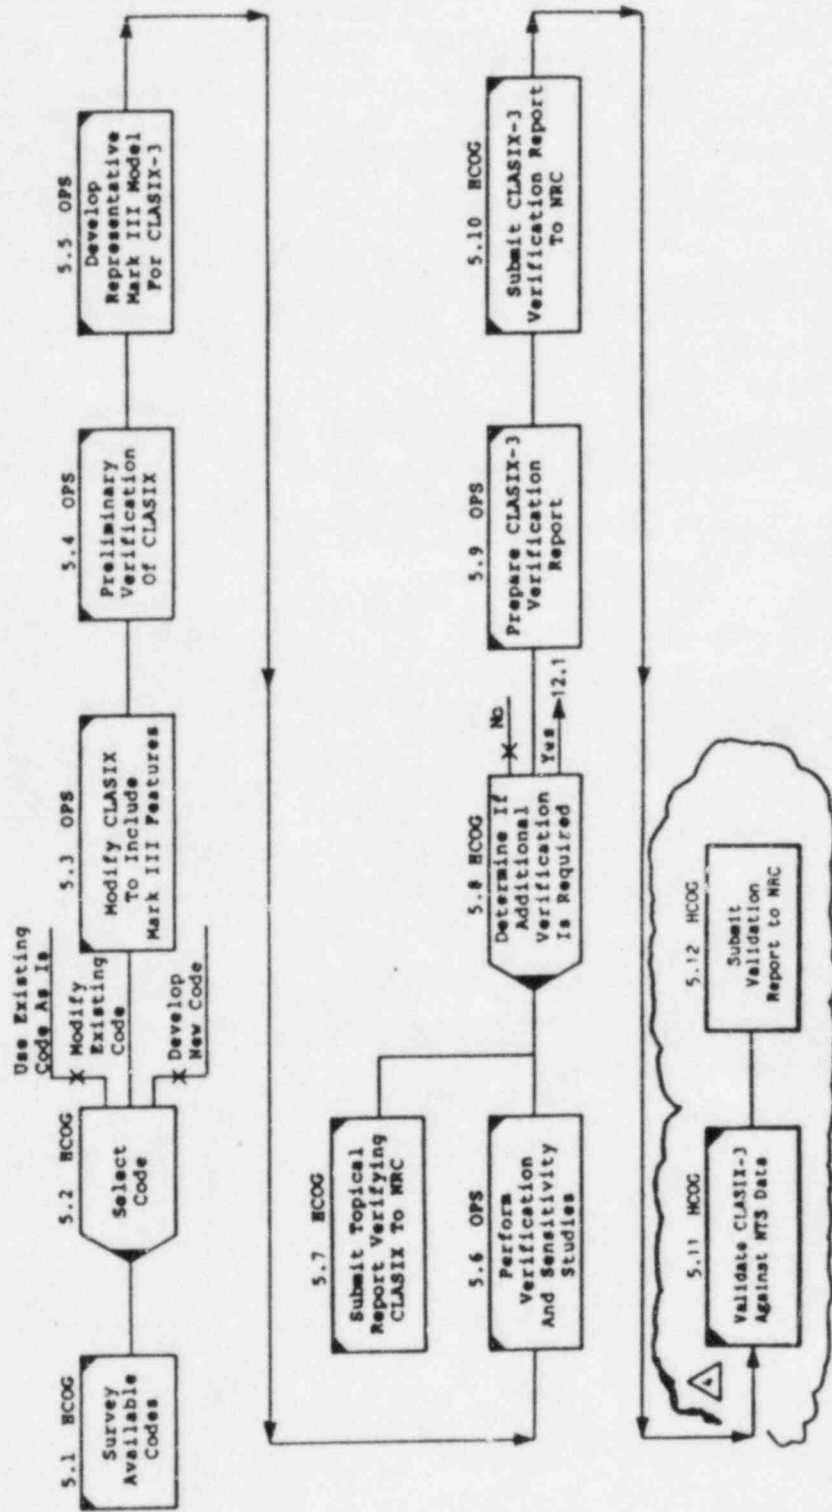 5.1 HCOG
Survey
Available
Codes
5.2 HCOG
Select
Code
Use Existing
Code As Is
Modify
Existing
Code
Develop
New Code
5.3 OPS
Modify CLASIX
To Include
Mark III Features
5.4 OPS
Preliminary
Verification
Of CLASIX
5.5 OPS
Develop
Representative
Mark III Model
For CLASIX-3
5.7 HCOG
Submit Topical
Report Verifying
CLASIX To NRC
5.6 OPS
Perform
Verification
And Sensitivity
Studies
5.8 HCOG
Determine If
Additional
Verification
Is Required
No
Yes
12.1
5.9 OPS
Prepare CLASIX-3
Verification
Report
5.10 HCOG
Submit CLASIX-3
Verification Report
To NRC
4
5.11 HCOG
Validate CLASIX-3
Against NTS Data
5.12 HCOG
Submit
Validation
Report to NRC